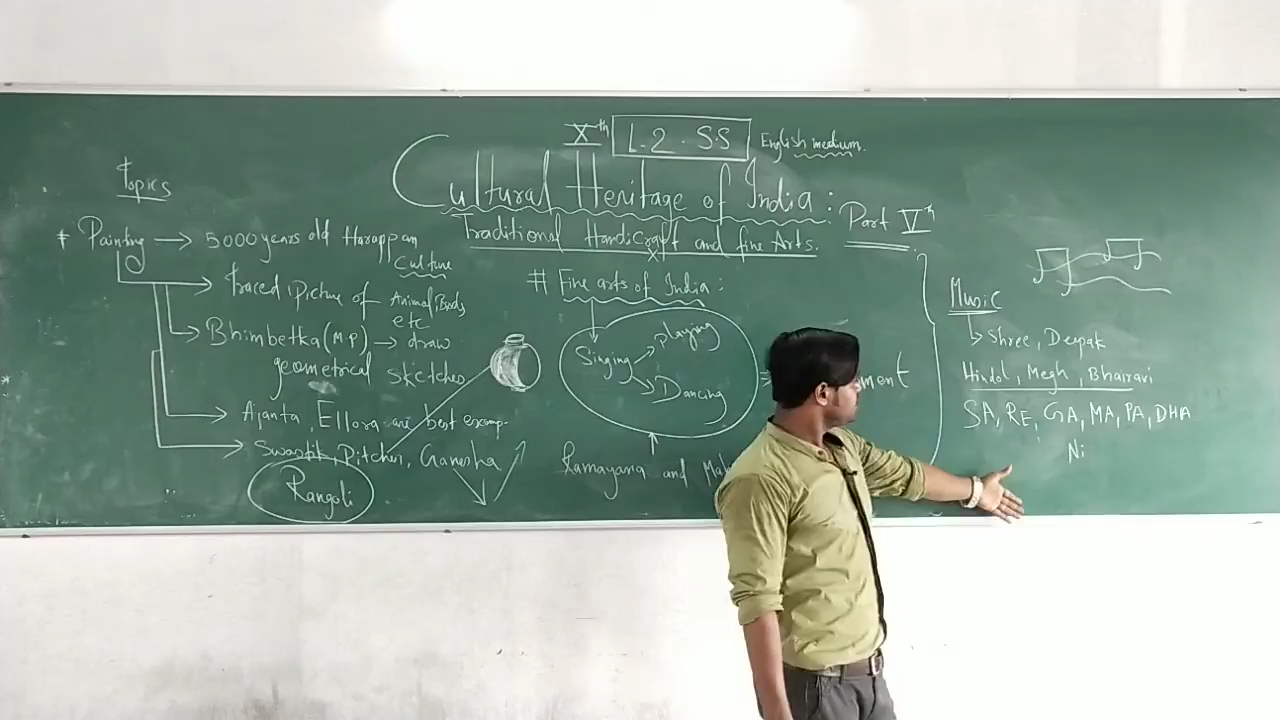 Xth L.2. S.S English medium.
Cultural Heritage of India:
Traditional Handicraft and fine Arts.
Part Vth
Topics
Painting → 5000 years old Harappan
Culture
→ traced picture of Animal, Birds
etc
→ Bhimbetka (M.P) → draw
geometrical sketches
→ Ajanta, Ellora are best examp-
→ Swastik, Pitcher, Ganesha
Rangoli
# Fine arts of India:
Singing
playing
Dancing
Ramayana and
Music
Shree, Deepak
Hindol, Megh, Bhairavi
SA, RE, GA, MA, PA, DHA
Ni